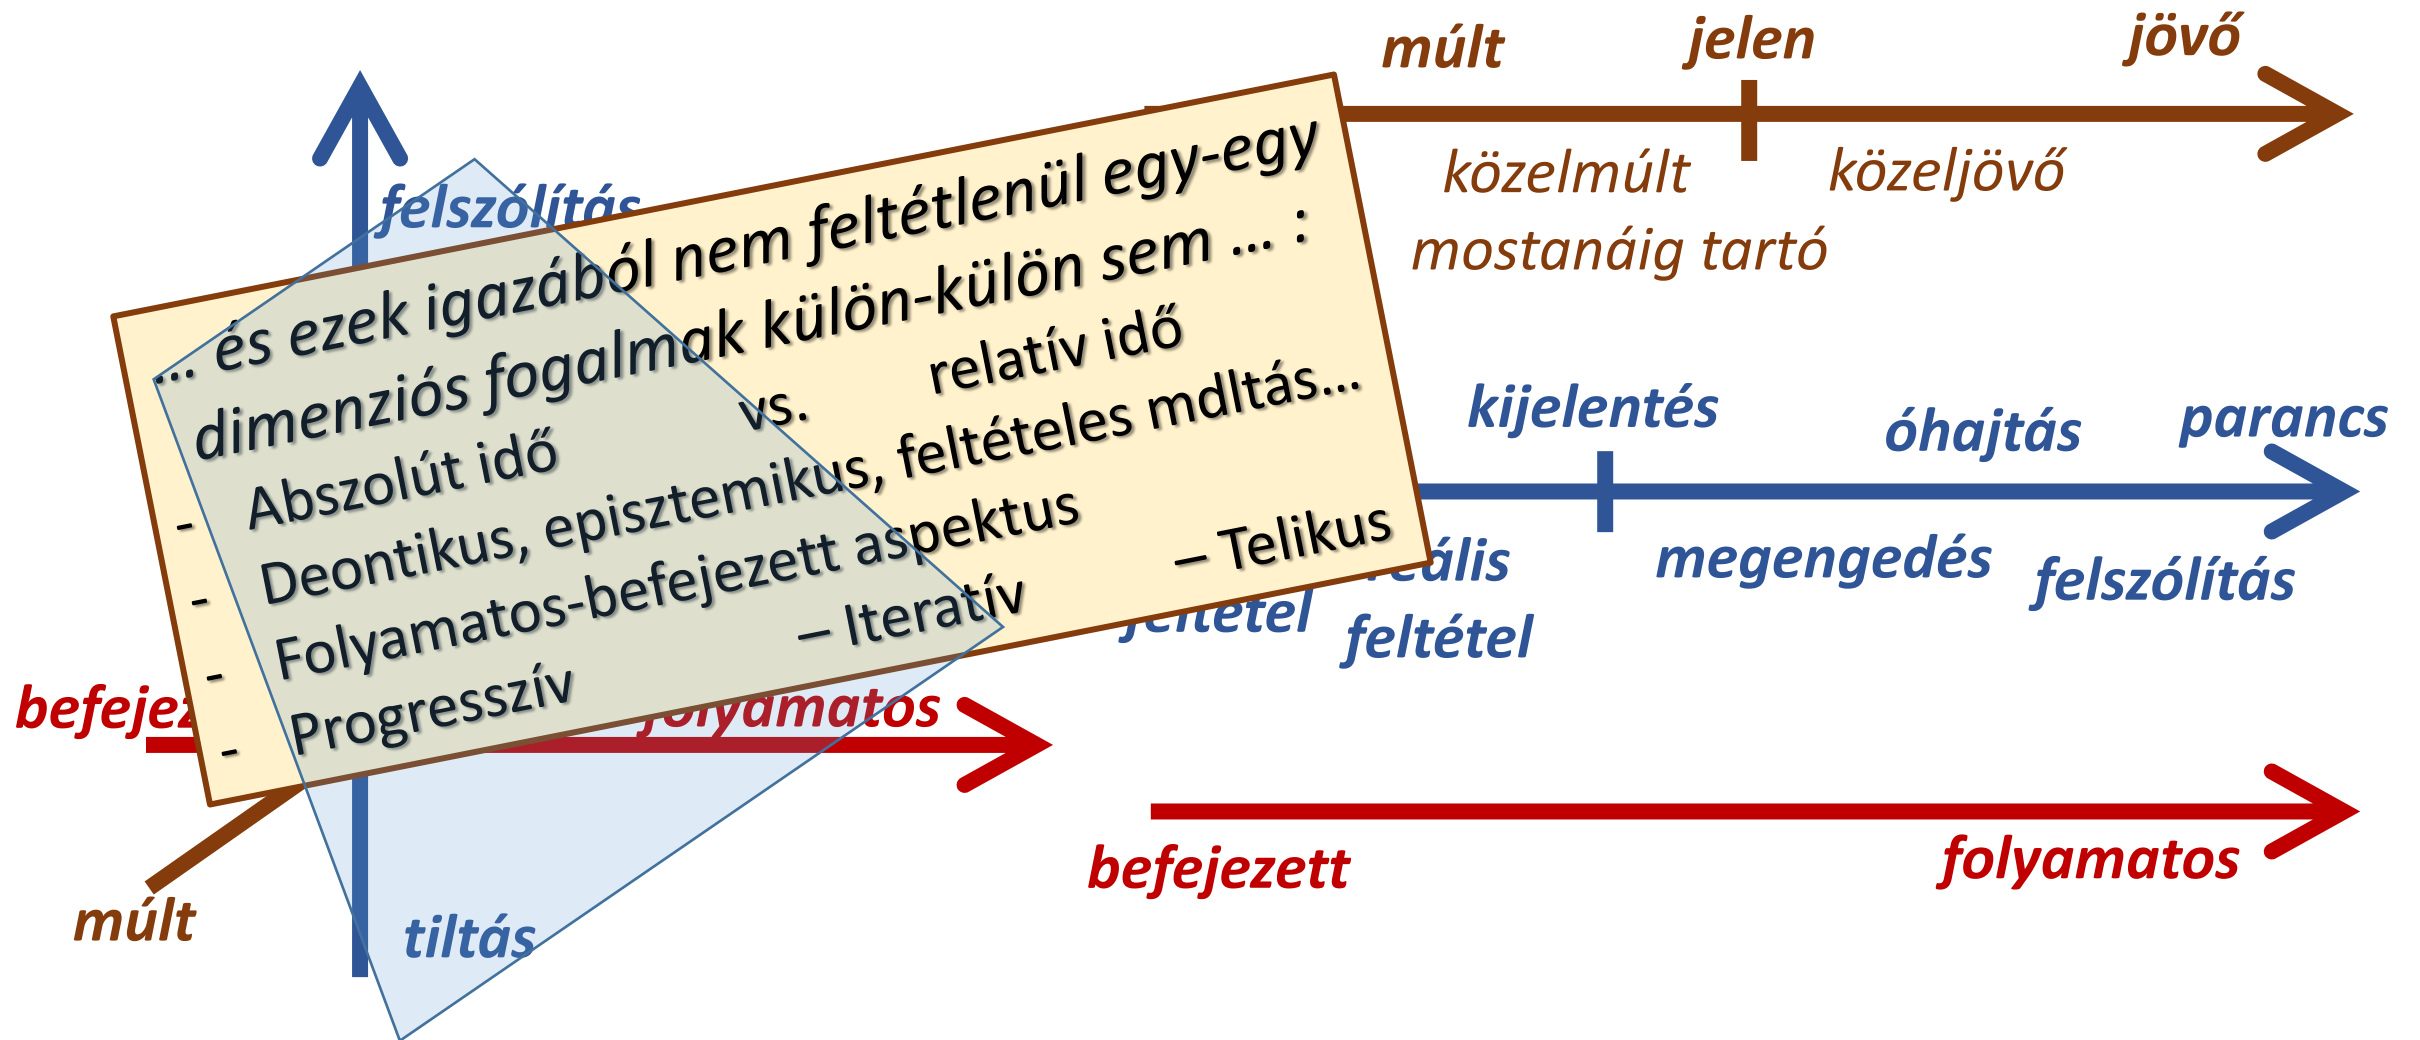 múlt
jelen
jövő
közelmúlt
közeljövő
mostanáig tartó
felszólítás
… és ezek igazából nem feltétlenül egy-egy
dimenziós fogalmak külön-külön sem … :
- Abszolút idő vs. relatív idő
- Deontikus, episztemikus, feltételes mdltás…
- Folyamatos-befejezett aspektus
- Progresszív – Iteratív – Telikus
kijelentés
óhajtás
parancs
megengedés
felszólítás
feltétel
feltétel
folyamatos
befejezett
folyamatos
múlt
tiltás